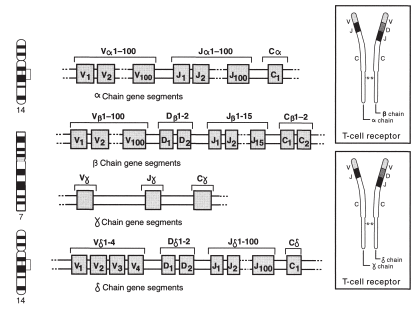 Vα1–100 Jα1–100 Cα
V1 V2 V100 J1 J2 J100 C1
α Chain gene segments
14
Vβ1–100 Dβ1-2 Jβ1-15 Cβ1–2
V1 V2 V100 D1 D2 J1 J2 J15 C1 C2
β Chain gene segments
7
Vɣ Jɣ Cɣ
ɣ Chain gene segments
Vδ1-4 Dδ1-2 Jδ1-100 Cδ
V1 V2 V3 V4 D1 D2 J1 J2 J100 C1
δ Chain gene segments
14
V V
J D
J
C C
**
β chain
α chain
T-cell receptor
V V
J D
J
C C
**
δ chain
ɣ chain
T-cell receptor